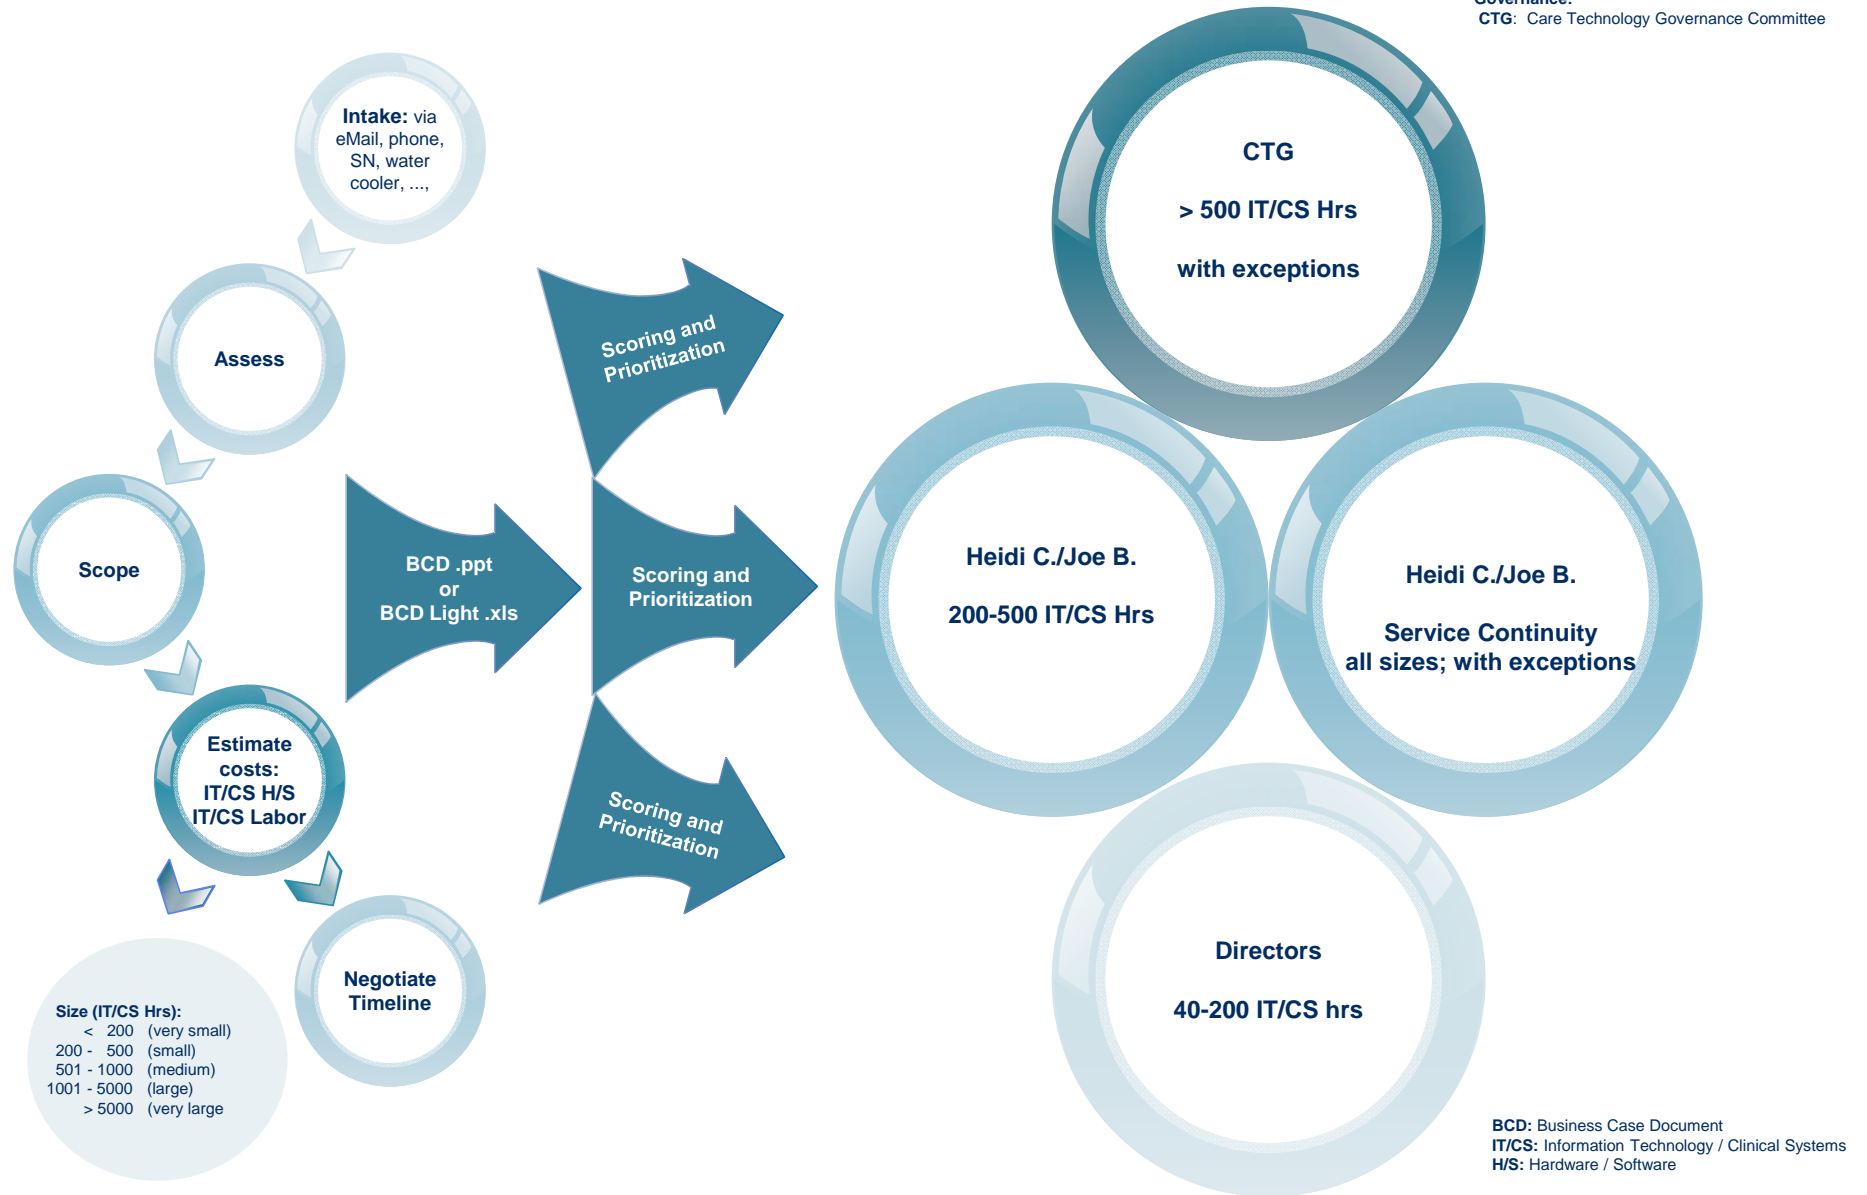 Governance:
CTG: Care Technology Governance Committee
Intake: via
eMail, phone,
SN, water
cooler, ...,
Assess
Scope
Estimate
costs:
IT/CS H/S
IT/CS Labor
Negotiate
Timeline
Size (IT/CS Hrs):
< 200 (very small)
200 - 500 (small)
501 - 1000 (medium)
1001 - 5000 (large)
> 5000 (very large
BCD .ppt
or
BCD Light .xls
Scoring and
Prioritization
Scoring and
Prioritization
Scoring and
Prioritization
CTG
> 500 IT/CS Hrs
with exceptions
Heidi C./Joe B.
200-500 IT/CS Hrs
Heidi C./Joe B.
Service Continuity
all sizes; with exceptions
Directors
40-200 IT/CS hrs
BCD: Business Case Document
IT/CS: Information Technology / Clinical Systems
H/S: Hardware / Software